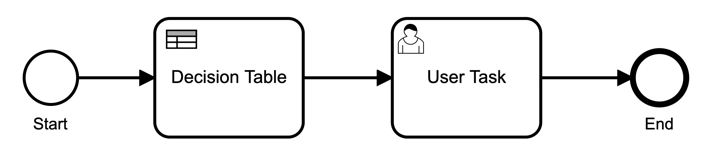 Decision Table
User Task
Start
End